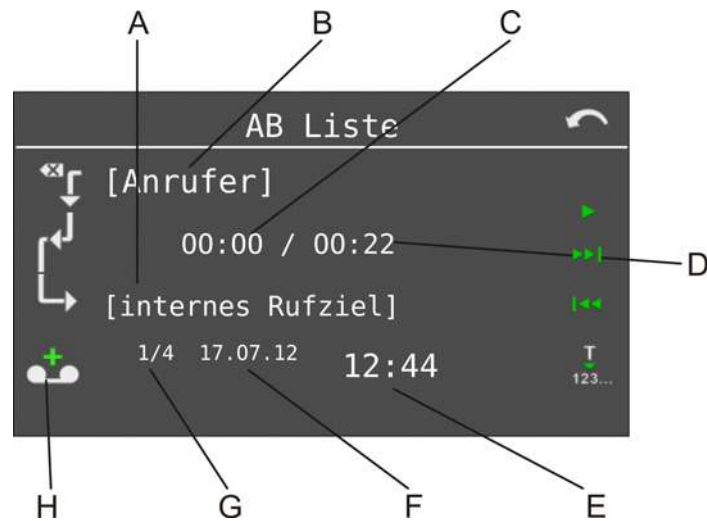 A B C
AB Liste
[Anrufer]
00:00 / 00:22
D
[internes Rufziel]
1/4 17.07.12 12:44
T
123...
H G F E